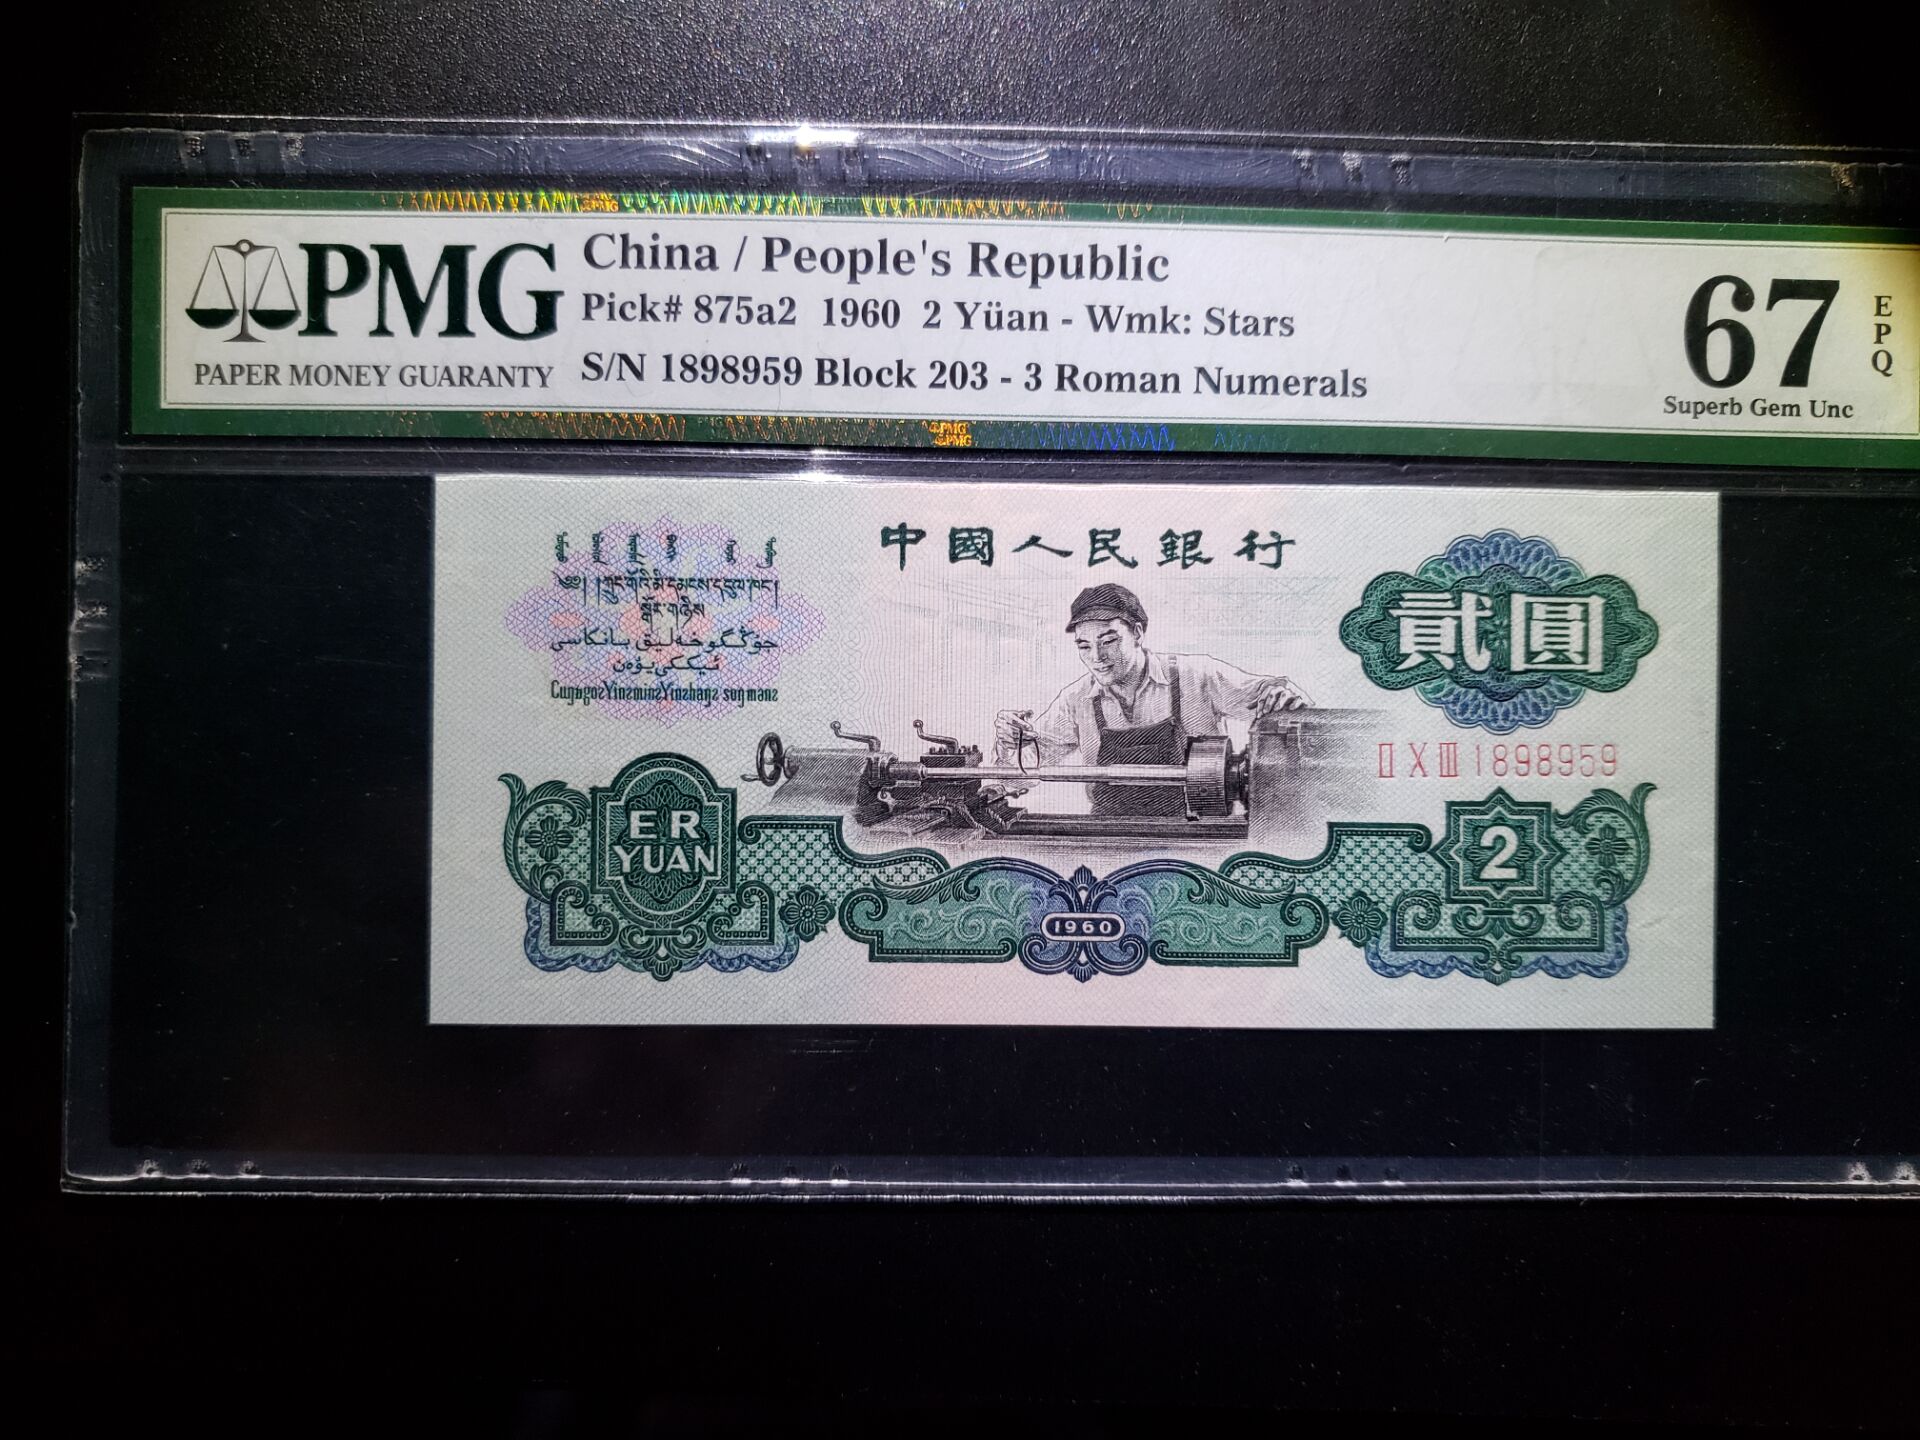 PMG
PAPER MONEY GUARANTY
China / People's Republic
Pick# 875a2 1960 2 Yüan - Wmk: Stars
S/N 1898959 Block 203 - 3 Roman Numerals
67
EPQ
Superb Gem Unc
中國人民銀行
貳圓
ⅡⅩⅢ1898959
ER
YUAN
1960
2